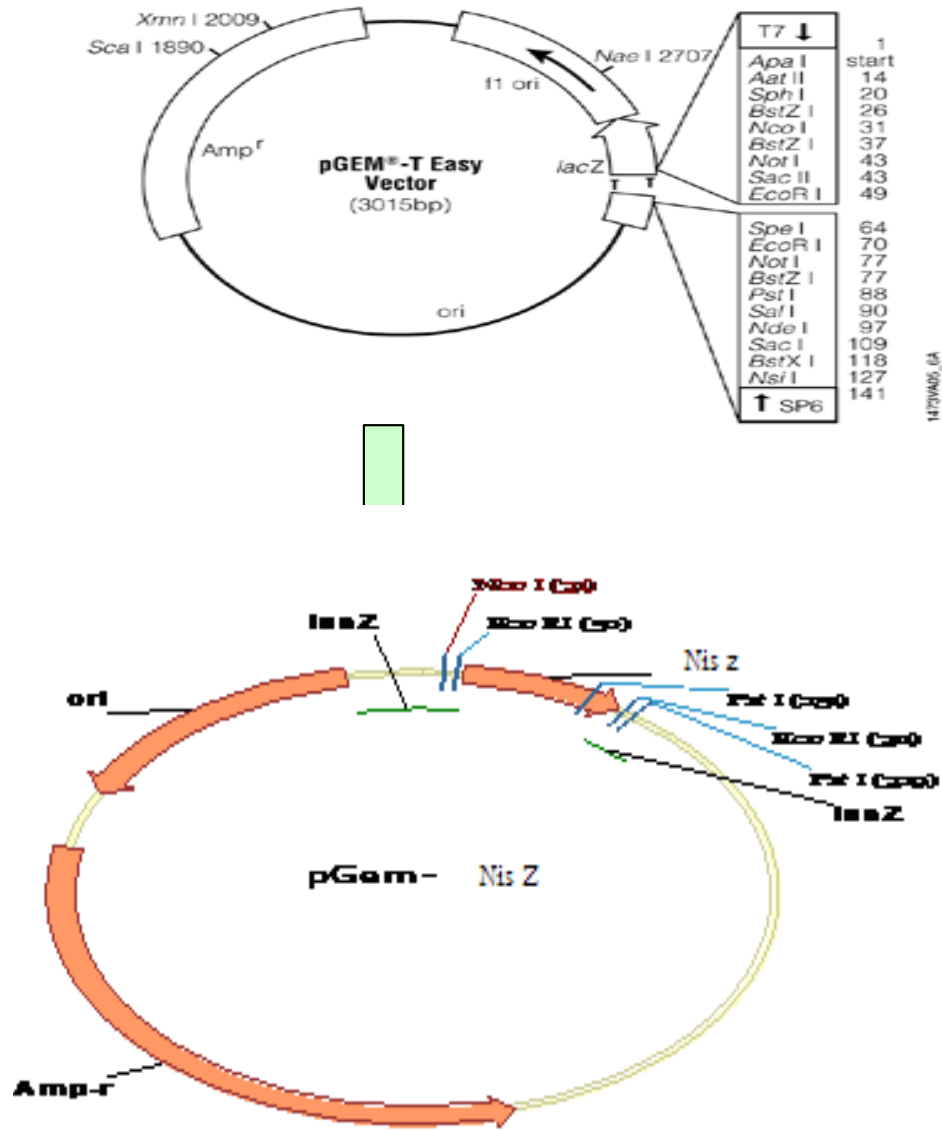 Xmn I 2009
Sca I 1890
Nae I 2707
f1 ori
Amp r
pGEM®-T Easy
Vector
(3015bp)
lacZ
T T
ori
T7 ↓
1
start
Apa I
Aat II 14
Sph I 20
BstZ I 26
Nco I 31
BstZ I 37
Not I 43
Sac II 43
EcoR I 49
Spe I 64
EcoR I 70
Not I 77
BstZ I 77
Pst I 88
Sal I 90
Nde I 97
Sac I 109
BstX I 118
Nsi I 127
141
↑ SP6
1473VA05_6A
Nis z
ori
pGem- Nis Z
Amp-r